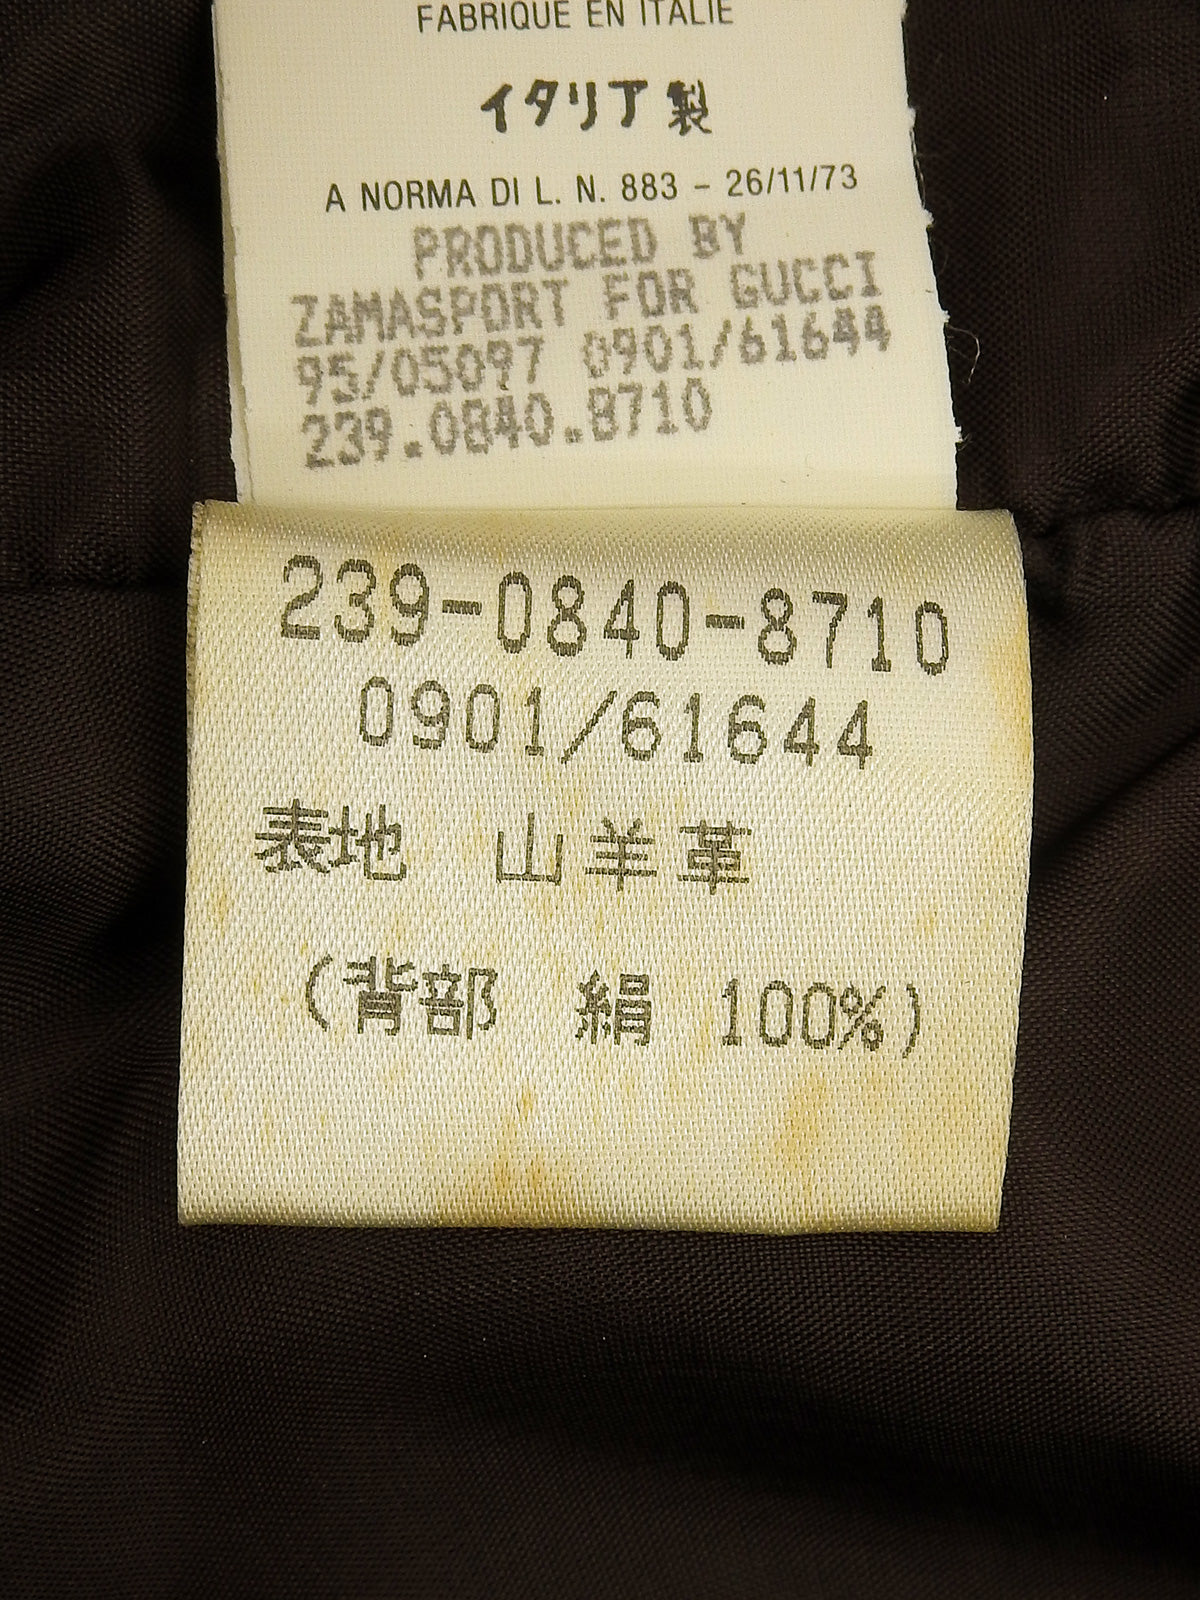 FABRIQUE EN ITALIE
イタリア製
A NORMA DI L. N. 883 - 26/11/73
PRODUCED BY
ZAMASPORT FOR GUCCI
95/05097 0901/61644
239.0840.8710
239-0840-8710
0901/61644
表地 山羊革
(背部 絹 100%)